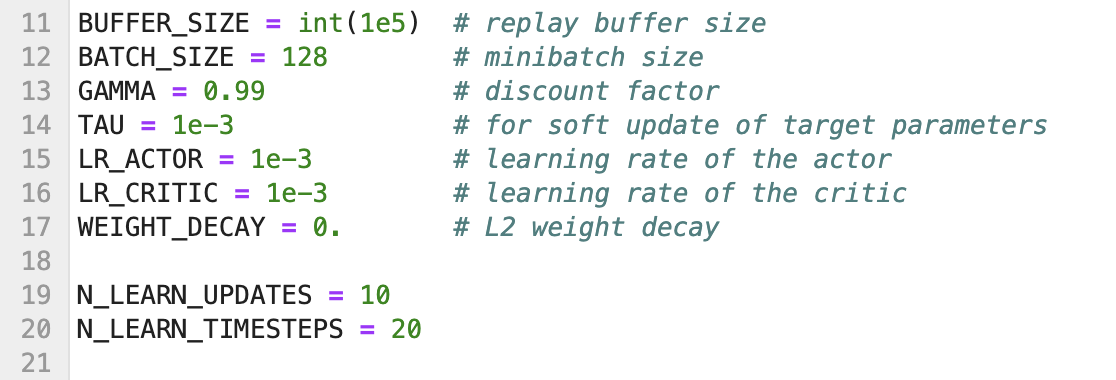 11 BUFFER_SIZE = int(1e5)  # replay buffer size
12 BATCH_SIZE = 128        # minibatch size
13 GAMMA = 0.99            # discount factor
14 TAU = 1e-3              # for soft update of target parameters
15 LR_ACTOR = 1e-3         # learning rate of the actor
16 LR_CRITIC = 1e-3        # learning rate of the critic
17 WEIGHT_DECAY = 0.       # L2 weight decay
18
19 N_LEARN_UPDATES = 10
20 N_LEARN_TIMESTEPS = 20
21